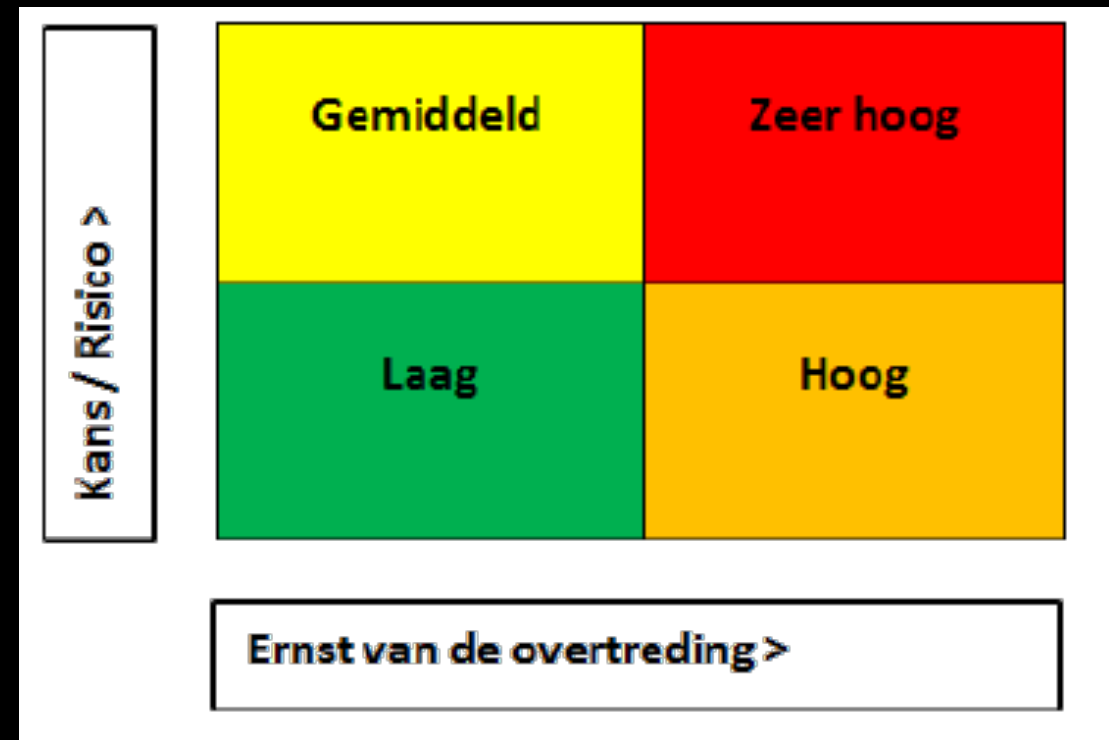 Gemiddeld
Zeer hoog
Kans / Risico >
Laag
Hoog
Ernst van de overtreding >